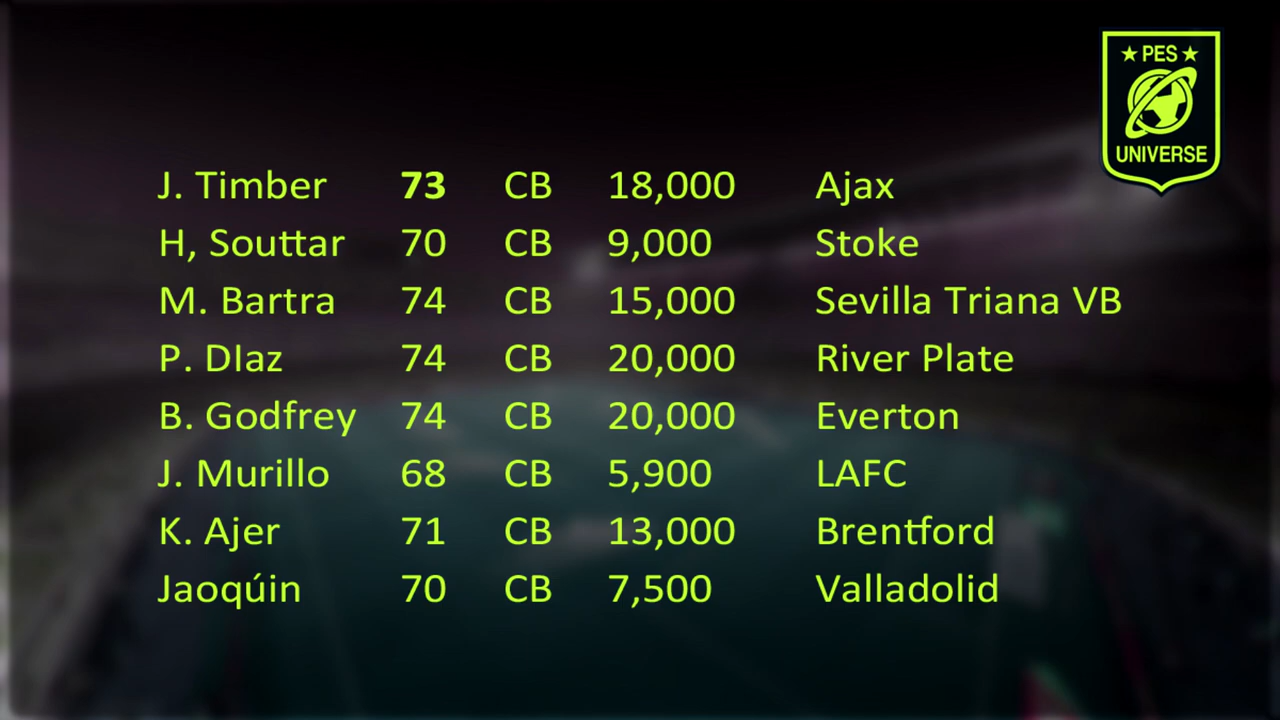 ★ PES ★
UNIVERSE
J. Timber 73 CB 18,000 Ajax
H, Souttar 70 CB 9,000 Stoke
M. Bartra 74 CB 15,000 Sevilla Triana VB
P. DIaz 74 CB 20,000 River Plate
B. Godfrey 74 CB 20,000 Everton
J. Murillo 68 CB 5,900 LAFC
K. Ajer 71 CB 13,000 Brentford
Jaoqúin 70 CB 7,500 Valladolid